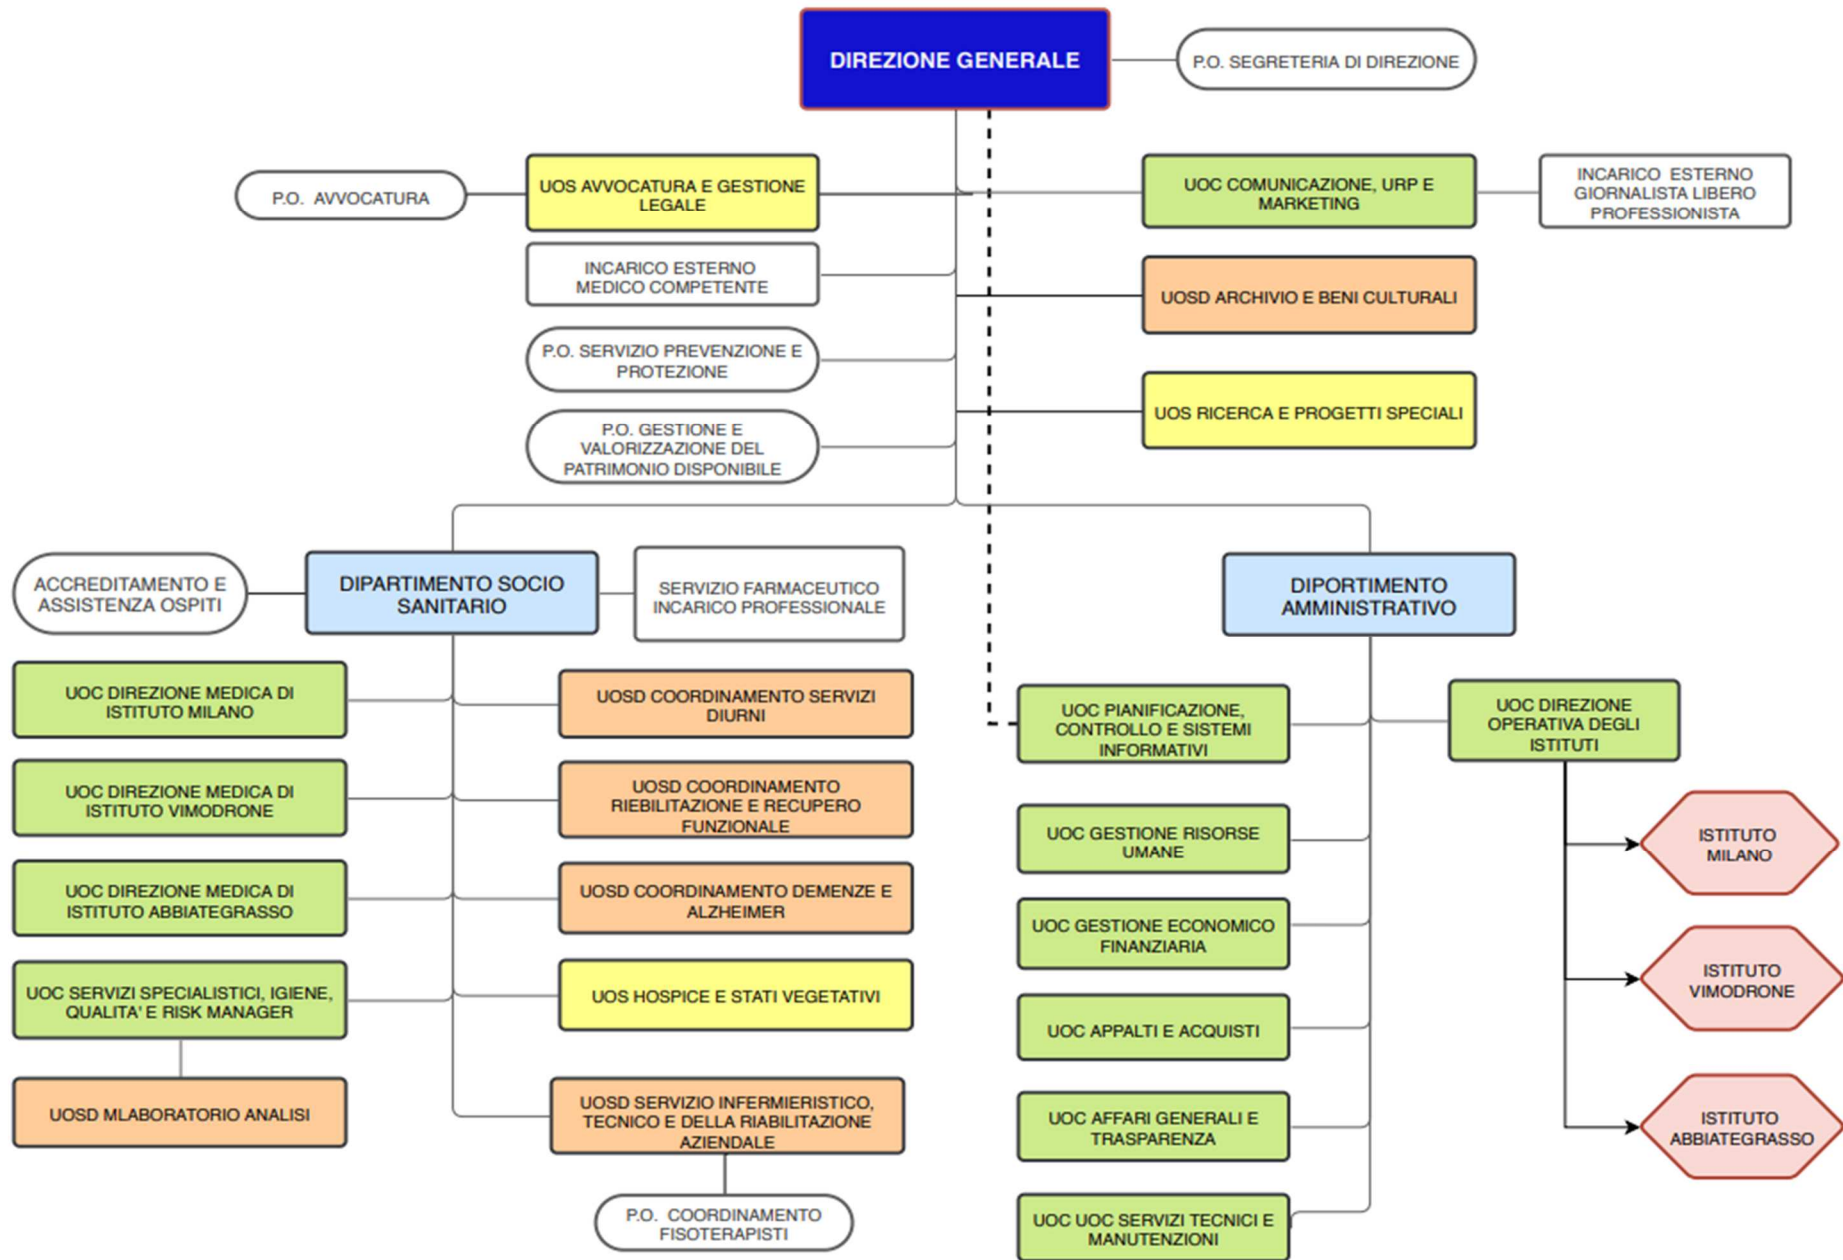 DIREZIONE GENERALE
P.O. SEGRETERIA DI DIREZIONE
P.O. AVVOCATURA
UOS AVVOCATURA E GESTIONE
LEGALE
UOC COMUNICAZIONE, URP E
MARKETING
INCARICO ESTERNO
GIORNALISTA LIBERO
PROFESSIONISTA
INCARICO ESTERNO
MEDICO COMPETENTE
UOSD ARCHIVIO E BENI CULTURALI
P.O. SERVIZIO PREVENZIONE E
PROTEZIONE
UOS RICERCA E PROGETTI SPECIALI
P.O. GESTIONE E
VALORIZZAZIONE DEL
PATRIMONIO DISPONIBILE
ACCREDITAMENTO E
ASSISTENZA OSPITI
DIPARTIMENTO SOCIO
SANITARIO
SERVIZIO FARMACEUTICO
INCARICO PROFESSIONALE
DIPORTIMENTO
AMMINISTRATIVO
UOC DIREZIONE MEDICA DI
ISTITUTO MILANO
UOSD COORDINAMENTO SERVIZI
DIURNI
UOC DIREZIONE MEDICA DI
ISTITUTO VIMODRONE
UOSD COORDINAMENTO
RIEBILITAZIONE E RECUPERO
FUNZIONALE
UOC DIREZIONE MEDICA DI
ISTITUTO ABBIATEGRASSO
UOSD COORDINAMENTO DEMENZE E
ALZHEIMER
UOC SERVIZI SPECIALISTICI, IGIENE,
QUALITA' E RISK MANAGER
UOS HOSPICE E STATI VEGETATIVI
UOSD MLABORATORIO ANALISI
UOSD SERVIZIO INFERMIERISTICO,
TECNICO E DELLA RIABILITAZIONE
AZIENDALE
P.O. COORDINAMENTO
FISOTERAPISTI
UOC PIANIFICAZIONE,
CONTROLLO E SISTEMI
INFORMATIVI
UOC DIREZIONE
OPERATIVA DEGLI
ISTITUTI
UOC GESTIONE RISORSE
UMANE
UOC GESTIONE ECONOMICO
FINANZIARIA
UOC APPALTI E ACQUISTI
UOC AFFARI GENERALI E
TRASPARENZA
UOC UOC SERVIZI TECNICI E
MANUTENZIONI
ISTITUTO
MILANO
ISTITUTO
VIMODRONE
ISTITUTO
ABBIATEGRASSO